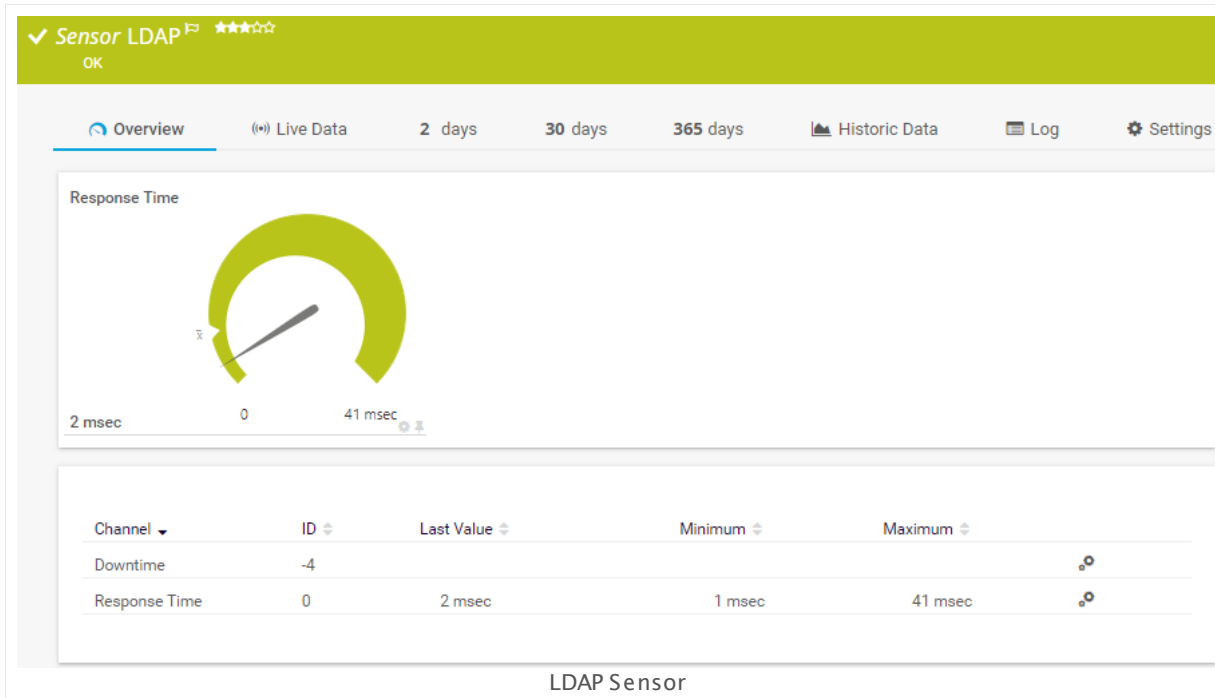 Sensor LDAP
OK
Overview Live Data 2 days 30 days 365 days Historic Data Log Settings
Response Time
x̄
0 41 msec
2 msec
Channel ID Last Value Minimum Maximum
Downtime -4
Response Time 0 2 msec 1 msec 41 msec
LDAP Sensor